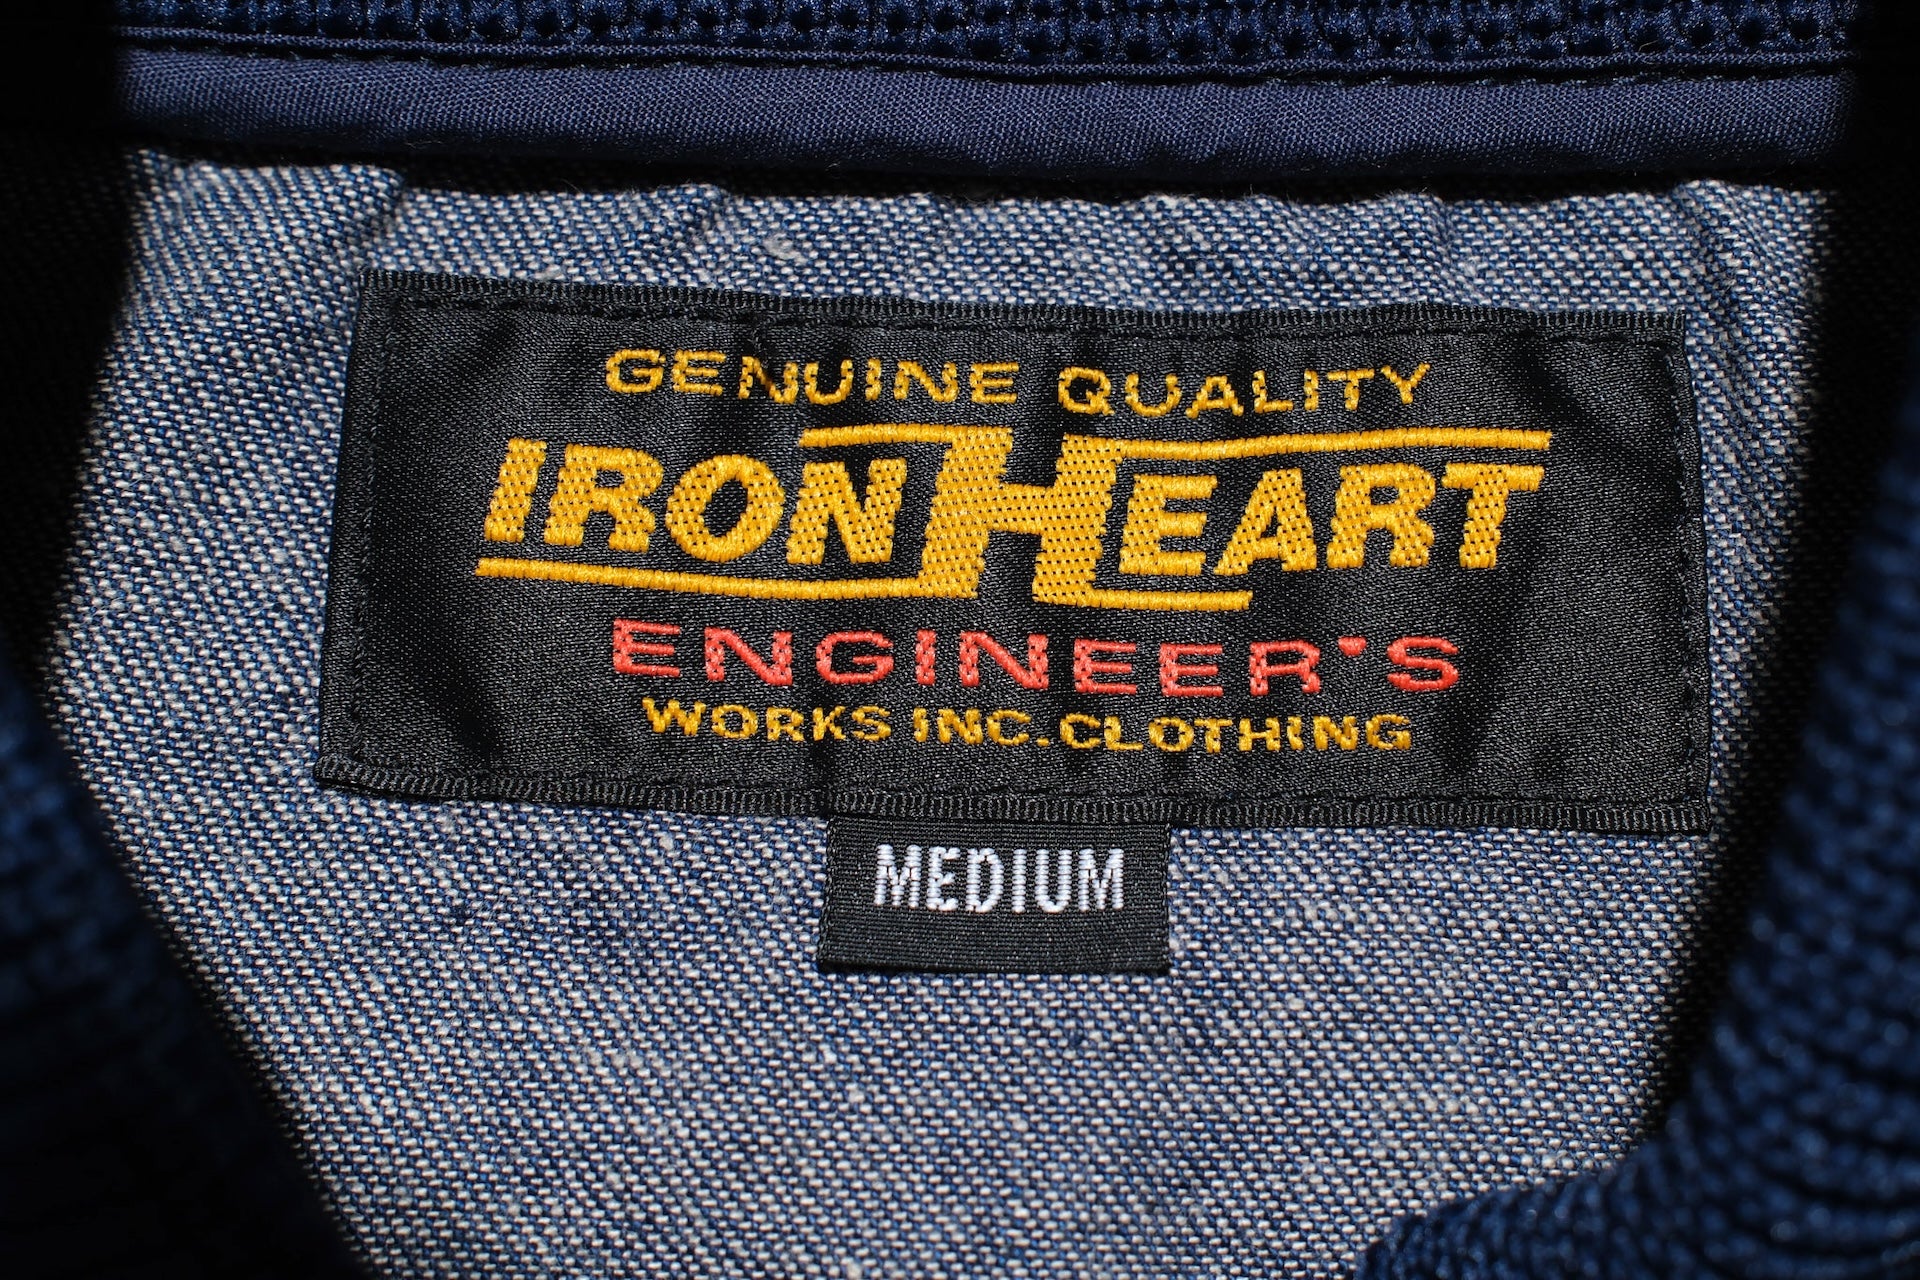 GENUINE QUALITY
IRON HEART
ENGINEER'S
WORKS INC. CLOTHING
MEDIUM